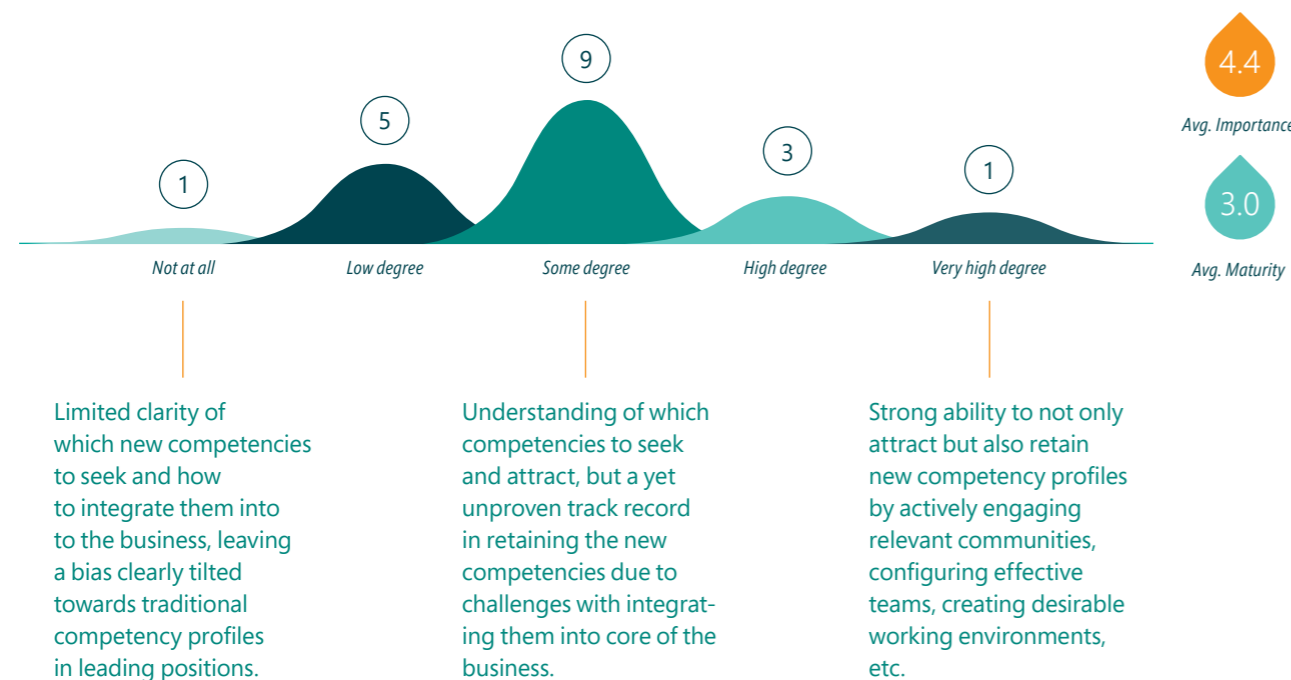 9
5
3
1
1
4.4
Avg. Importance
3.0
Avg. Maturity
Not at all
Low degree
Some degree
High degree
Very high degree
Limited clarity of
which new competencies
to seek and how
to integrate them into
to the business, leaving
a bias clearly tilted
towards traditional
competency profiles
in leading positions.
Understanding of which
competencies to seek
and attract, but a yet
unproven track record
in retaining the new
competencies due to
challenges with integrat-
ing them into core of the
business.
Strong ability to not only
attract but also retain
new competency profiles
by actively engaging
relevant communities,
configuring effective
teams, creating desirable
working environments,
etc.